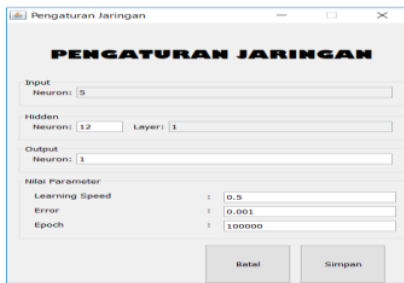 Pengaturan Jaringan
PENGATURAN JARINGAN
Input
Neuron: 5
Hidden
Neuron: 12 Layer: 1
Output
Neuron: 1
Nilai Parameter
Learning Speed : 0.5
Error : 0.001
Epoch : 100000
Batal Simpan